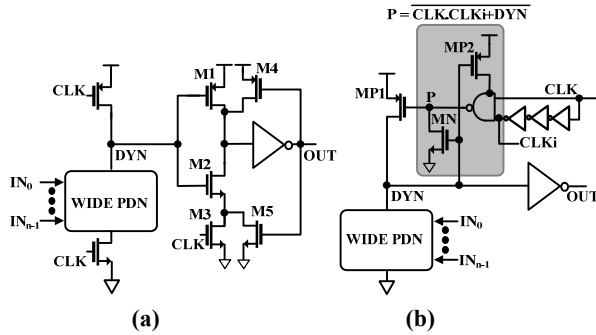 P = CLK.CLKi+DYN
M1
M4
MP2
CLK
CLK
MP1
P
MN
CLKi
DYN
OUT
M2
IN0
WIDE PDN
INn-1
M3
CLK
M5
CLK
DYN
OUT
WIDE PDN
IN0
INn-1
(a)
(b)